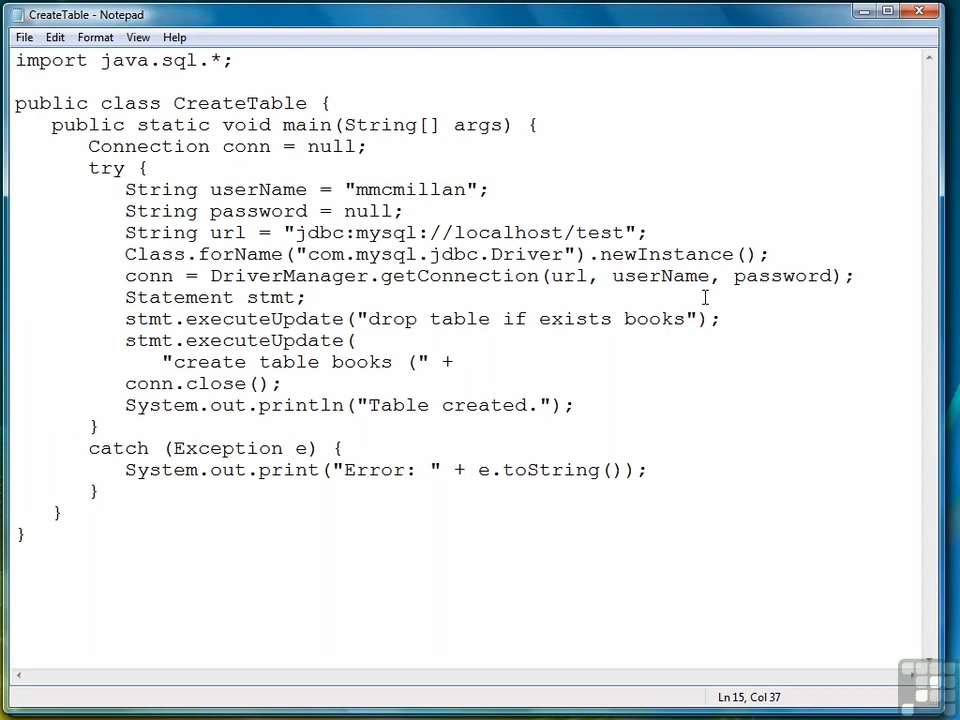 CreateTable - Notepad
File Edit Format View Help
import java.sql.*;
public class CreateTable {
public static void main(String[] args) {
Connection conn = null;
try {
String userName = "mmcmillan";
String password = null;
String url = "jdbc:mysql://localhost/test";
Class.forName("com.mysql.jdbc.Driver").newInstance();
conn = DriverManager.getConnection(url, userName, password);
Statement stmt;
stmt.executeUpdate("drop table if exists books");
stmt.executeUpdate(
"create table books (" +
conn.close();
System.out.println("Table created.");
}
catch (Exception e) {
System.out.print("Error: " + e.toString());
}
}
}
Ln 15, Col 37